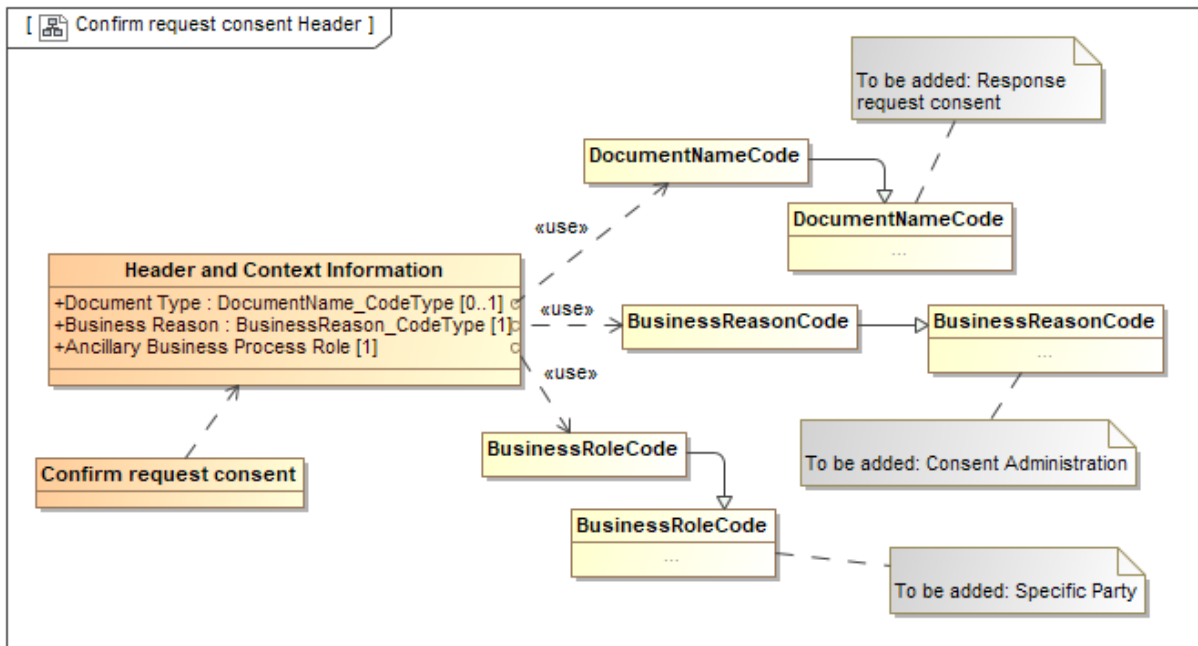 [ Confirm request consent Header ]
To be added: Response
request consent
DocumentNameCode
DocumentNameCode
...
«use»
Header and Context Information
+Document Type : DocumentName_CodeType [0..1]
+Business Reason : BusinessReason_CodeType [1]
+Ancillary Business Process Role [1]
«use»
BusinessReasonCode
BusinessReasonCode
...
«use»
To be added: Consent Administration
BusinessRoleCode
Confirm request consent
BusinessRoleCode
...
To be added: Specific Party